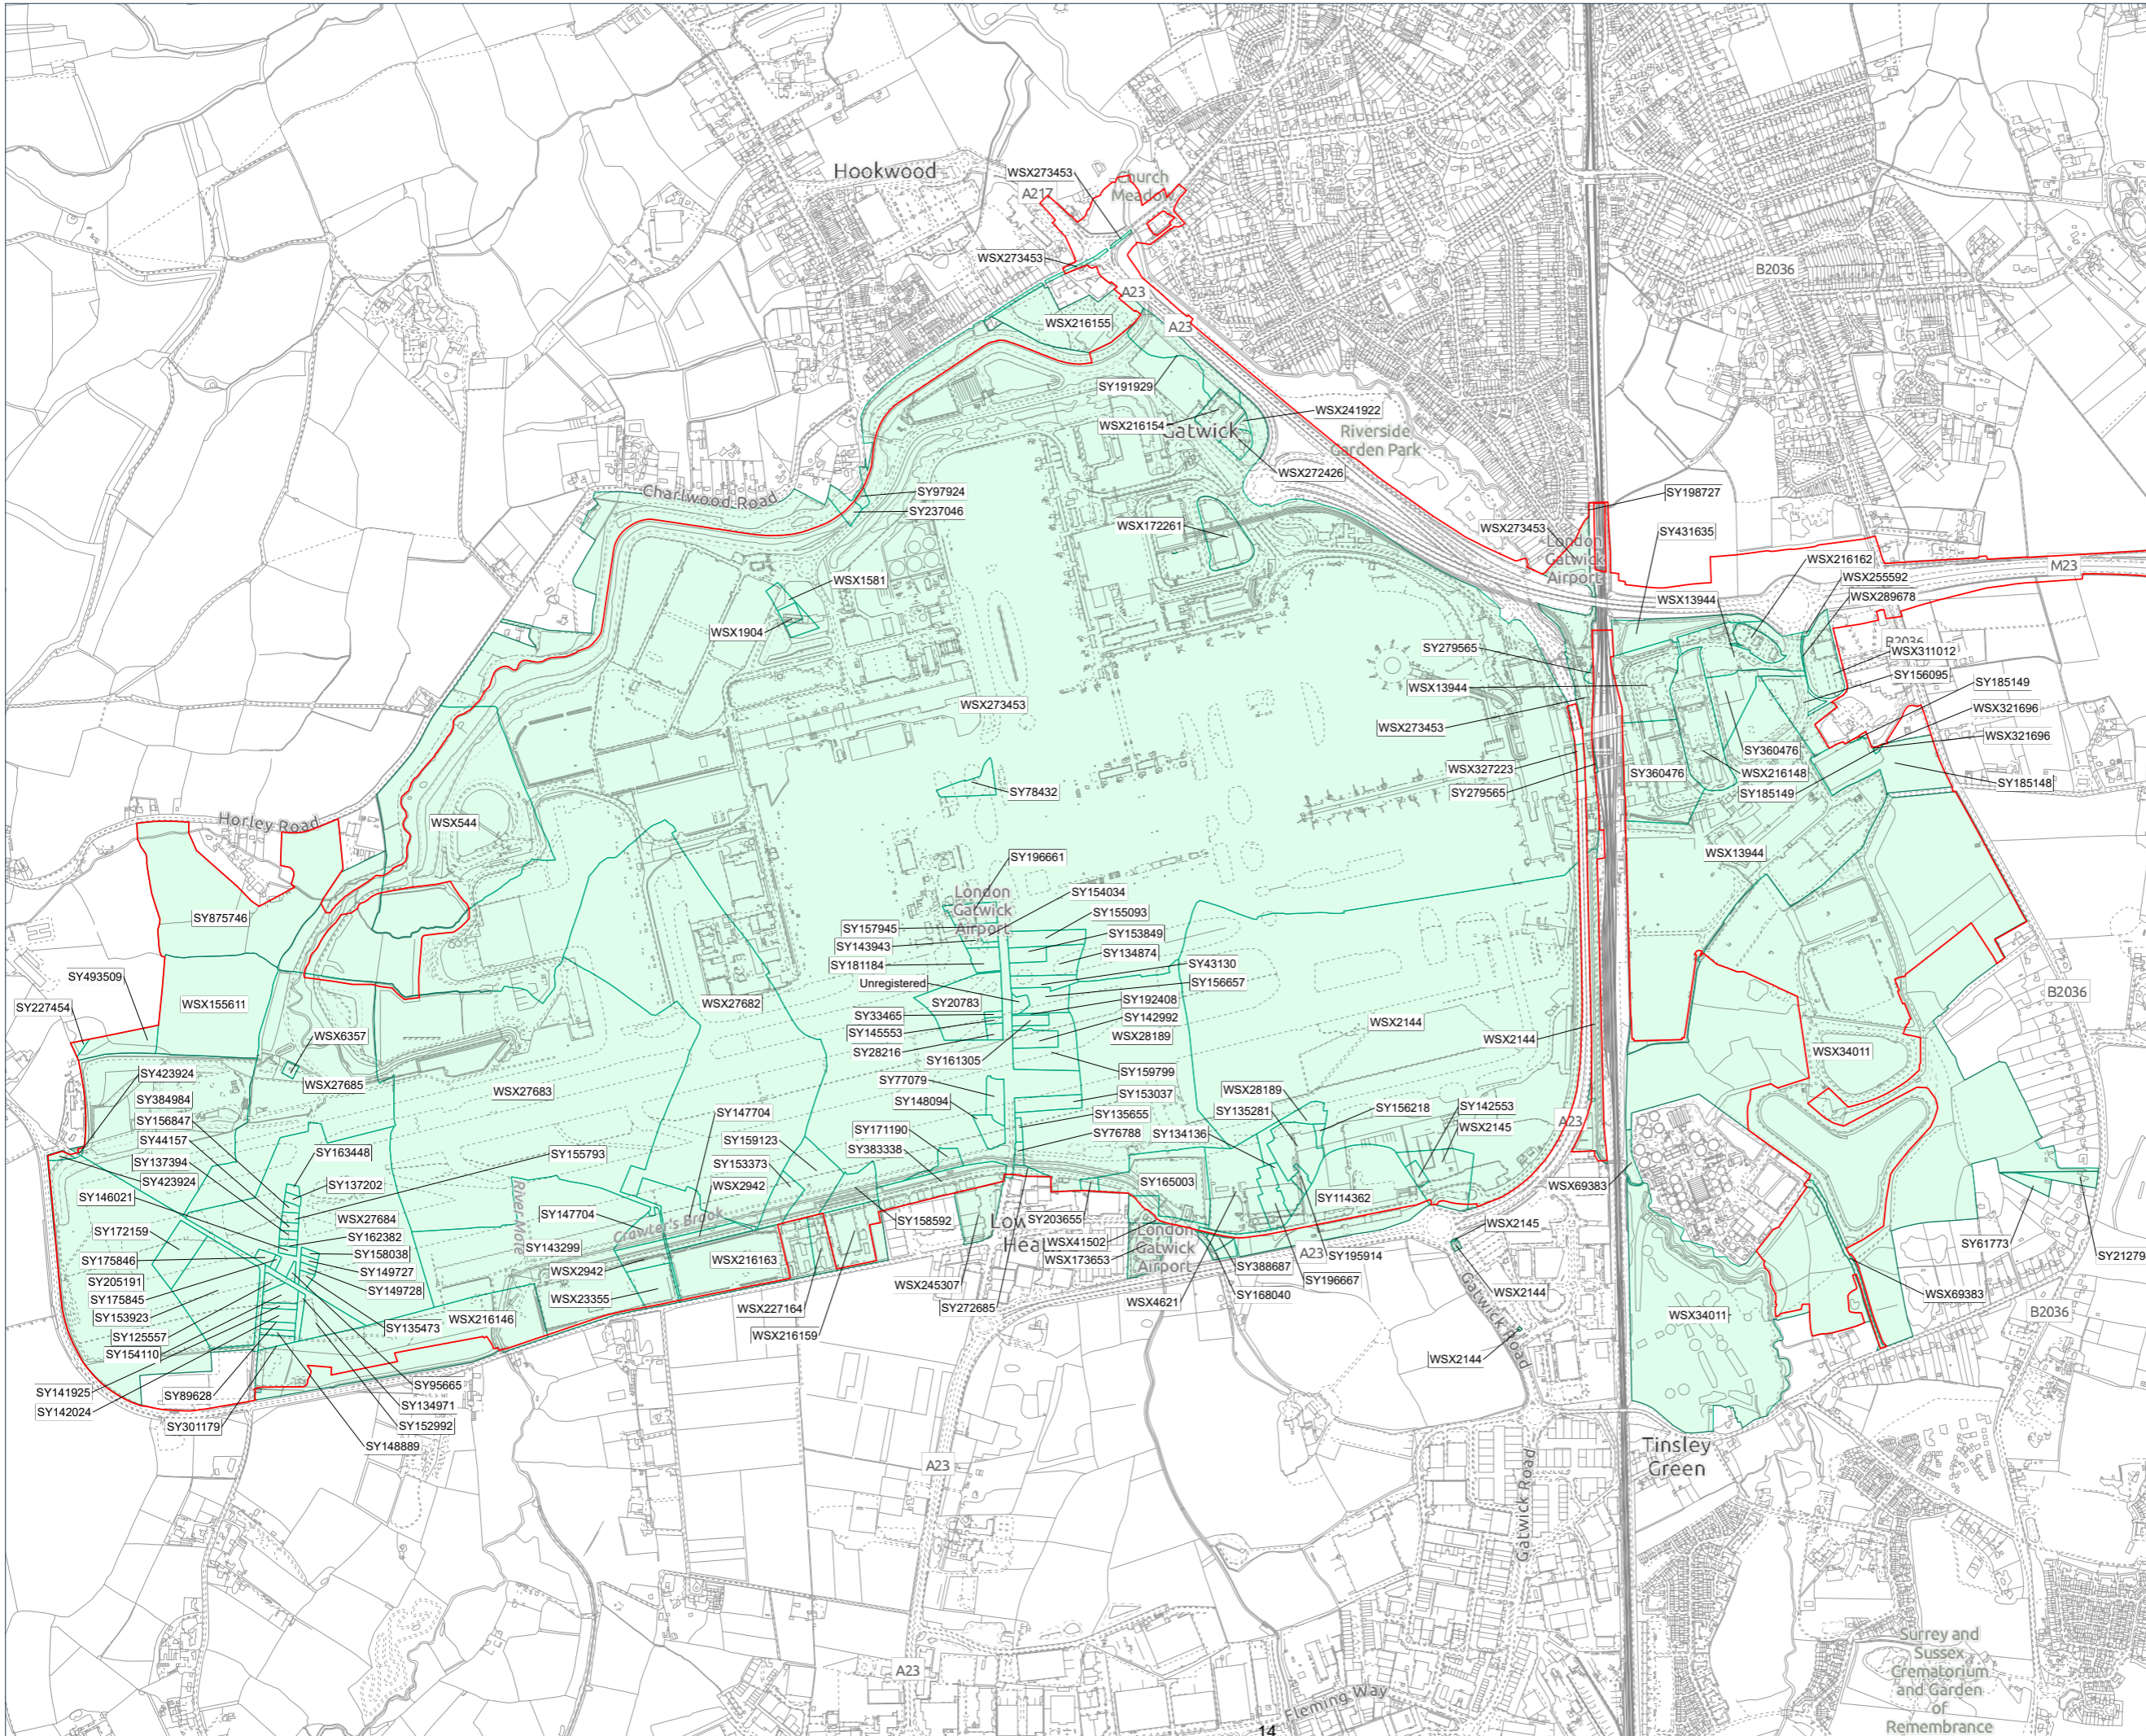 Hookwood
WSX273453
A217
Church
Meadow
WSX273453
A23
WSX216155
A23
B2036
SY191929
WSX241922
WSX216154
Gatwick
Riverside
Garden Park
WSX272426
Charlwood Road
SY97924
SY237046
SY198727
WSX172261
WSX273453
London
Gatwick
Airport
SY431635
WSX216162
M23
WSX255592
WSX289678
WSX1581
WSX13944
WSX1904
B2036
WSX311012
SY279565
SY156095
SY185149
WSX13944
WSX273453
WSX321696
WSX273453
WSX321696
SY360476
WSX327223
SY360476
WSX216148
SY279565
SY185149
SY185148
SY78432
Horley Road
WSX544
WSX13944
SY196661
London
Gatwick
Airport
SY154034
SY875746
SY155093
SY157945
SY153849
SY143943
SY134874
SY181184
SY43130
SY493509
Unregistered
SY156657
B2036
SY227454
WSX155611
WSX27682
SY20783
SY192408
SY33465
SY142992
WSX2144
SY145553
WSX28189
WSX2144
WSX6357
SY28216
SY161305
WSX34011
SY423924
WSX27685
WSX27683
SY159799
SY384984
SY77079
WSX28189
SY153037
SY156847
SY148094
SY147704
SY135655
SY135281
SY156218
SY142553
A23
SY44157
SY171190
SY134136
WSX2145
SY159123
SY76788
SY137394
SY163448
SY155793
SY383338
SY153373
SY423924
SY137202
WSX2942
SY165003
WSX69383
SY146021
River Mole
SY114362
SY147704
Crawter's Brook
SY158592
SY203655
WSX2145
SY172159
WSX27684
Low
Heath
SY162382
WSX41502
London
Gatwick
Airport
SY61773
SY175846
SY158038
SY143299
WSX216163
WSX173653
A23
SY195914
SY149727
WSX2942
SY388687
SY205191
WSX245307
SY196667
SY175845
SY149728
WSX23355
SY168040
WSX2144
WSX69383
SY153923
WSX227164
SY272685
WSX4621
B2036
WSX216146
WSX34011
SY125557
SY135473
WSX216159
SY154110
WSX2144
Gatwick Road
SY95665
SY141925
SY89628
SY134971
SY142024
SY301179
SY152992
SY148889
Tinsley
Green
A23
Gatwick Road
Surrey and
Sussex
Crematorium
and Garden
of
Remembrance
A23
Fleming Way
14